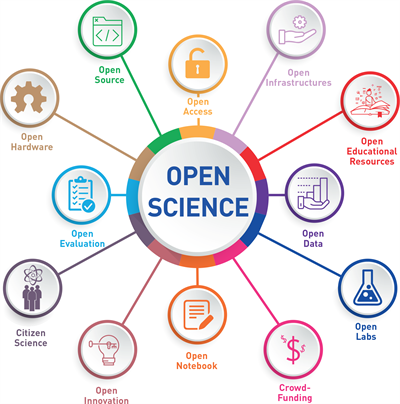 Open
Source
Open
Access
Open
Infrastructures
Open
Hardware
Open
Educational
Resources
OPEN
SCIENCE
Open
Evaluation
Open
Data
Citizen
Science
Open
Labs
Open
Innovation
Open
Notebook
Crowd-
Funding